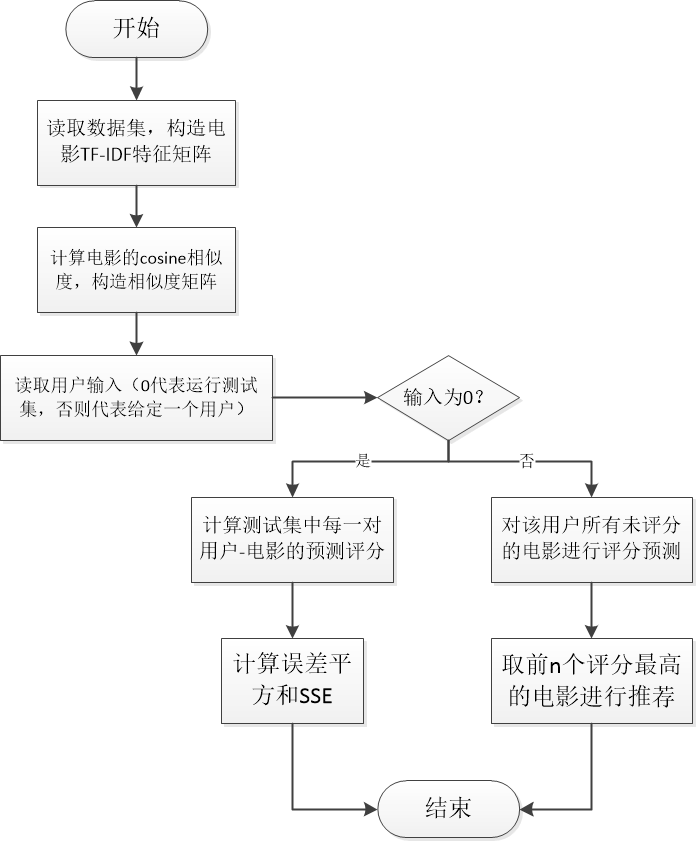 开始
读取数据集，构造电
影TF-IDF特征矩阵
计算电影的cosine相似
度，构造相似度矩阵
读取用户输入（0代表运行测试
集，否则代表给定一个用户）
输入为0？
是
否
计算测试集中每一对
用户-电影的预测评分
对该用户所有未评分
的电影进行评分预测
计算误差平
方和SSE
取前n个评分最高
的电影进行推荐
结束